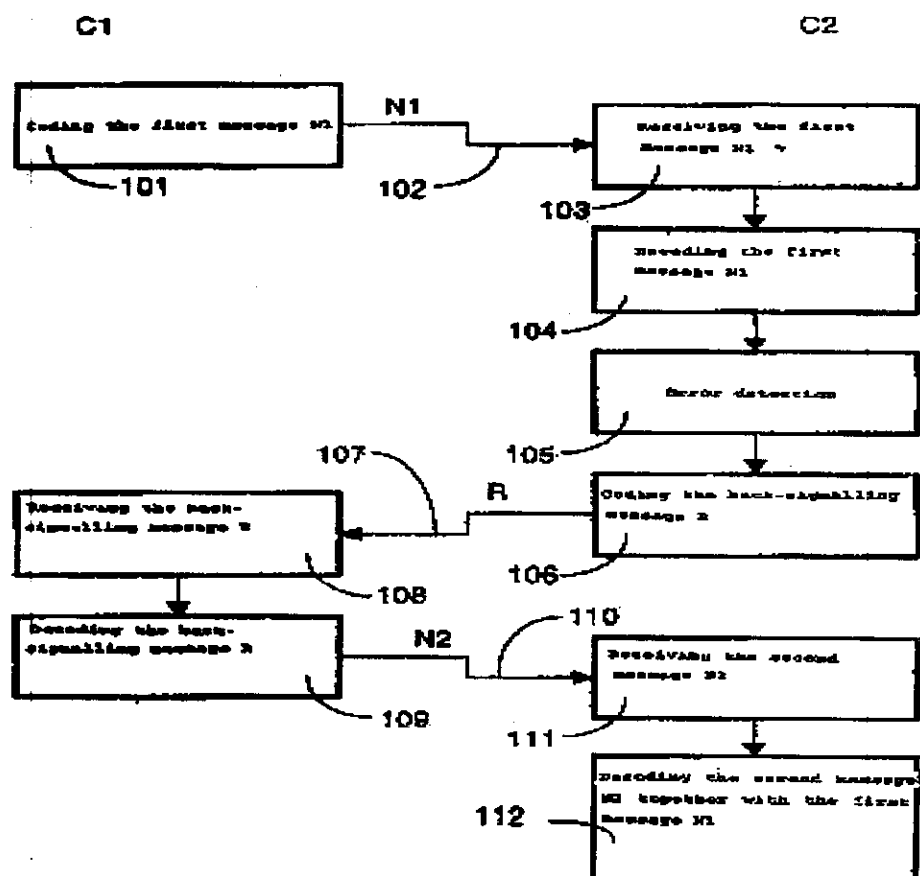 C1
C2
Coding the first message N1
N1
101
102
Receiving the first
message N1
103
Decoding the first
message N1
104
Error detection
105
107
R
Coding the back-signalling
message R
106
Receiving the back-
signalling message R
108
Decoding the back-
signalling message R
109
N2
110
Receiving the second
message N2
111
Decoding the second message
N2 together with the first
message N1
112